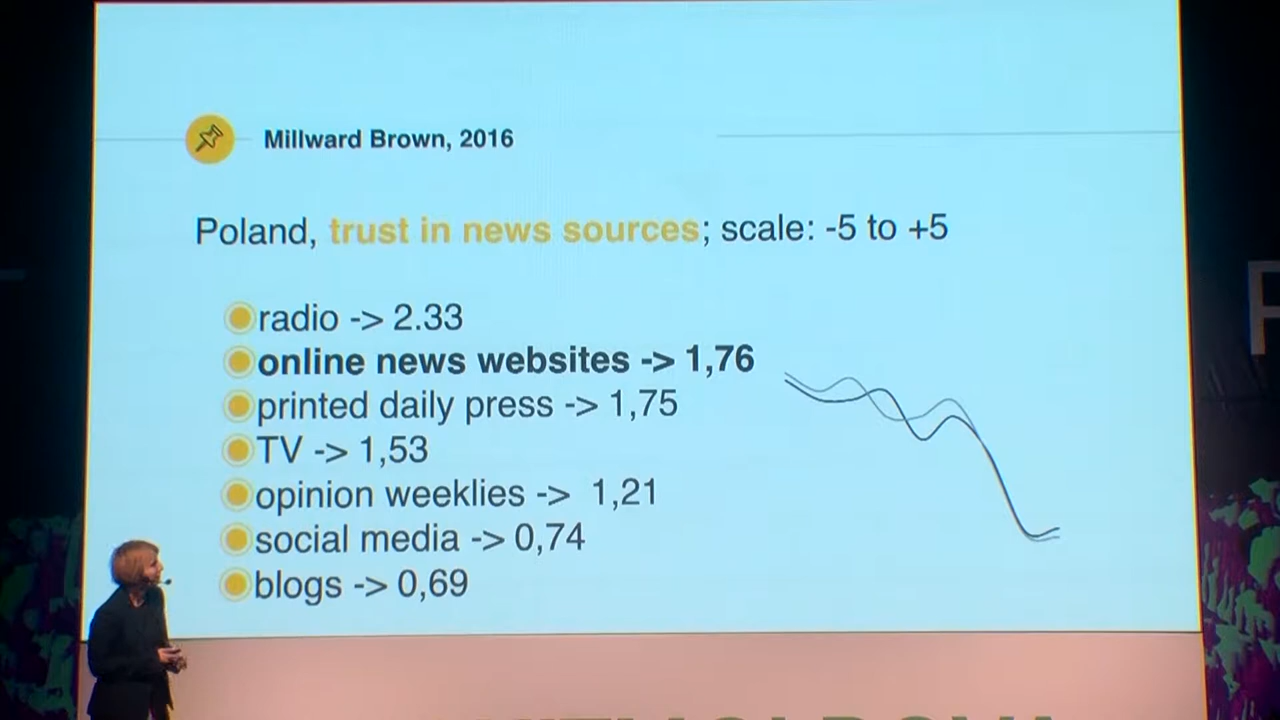 Millward Brown, 2016
Poland, trust in news sources; scale: -5 to +5
radio -> 2.33
online news websites -> 1,76
printed daily press -> 1,75
TV -> 1,53
opinion weeklies -> 1,21
social media -> 0,74
blogs -> 0,69